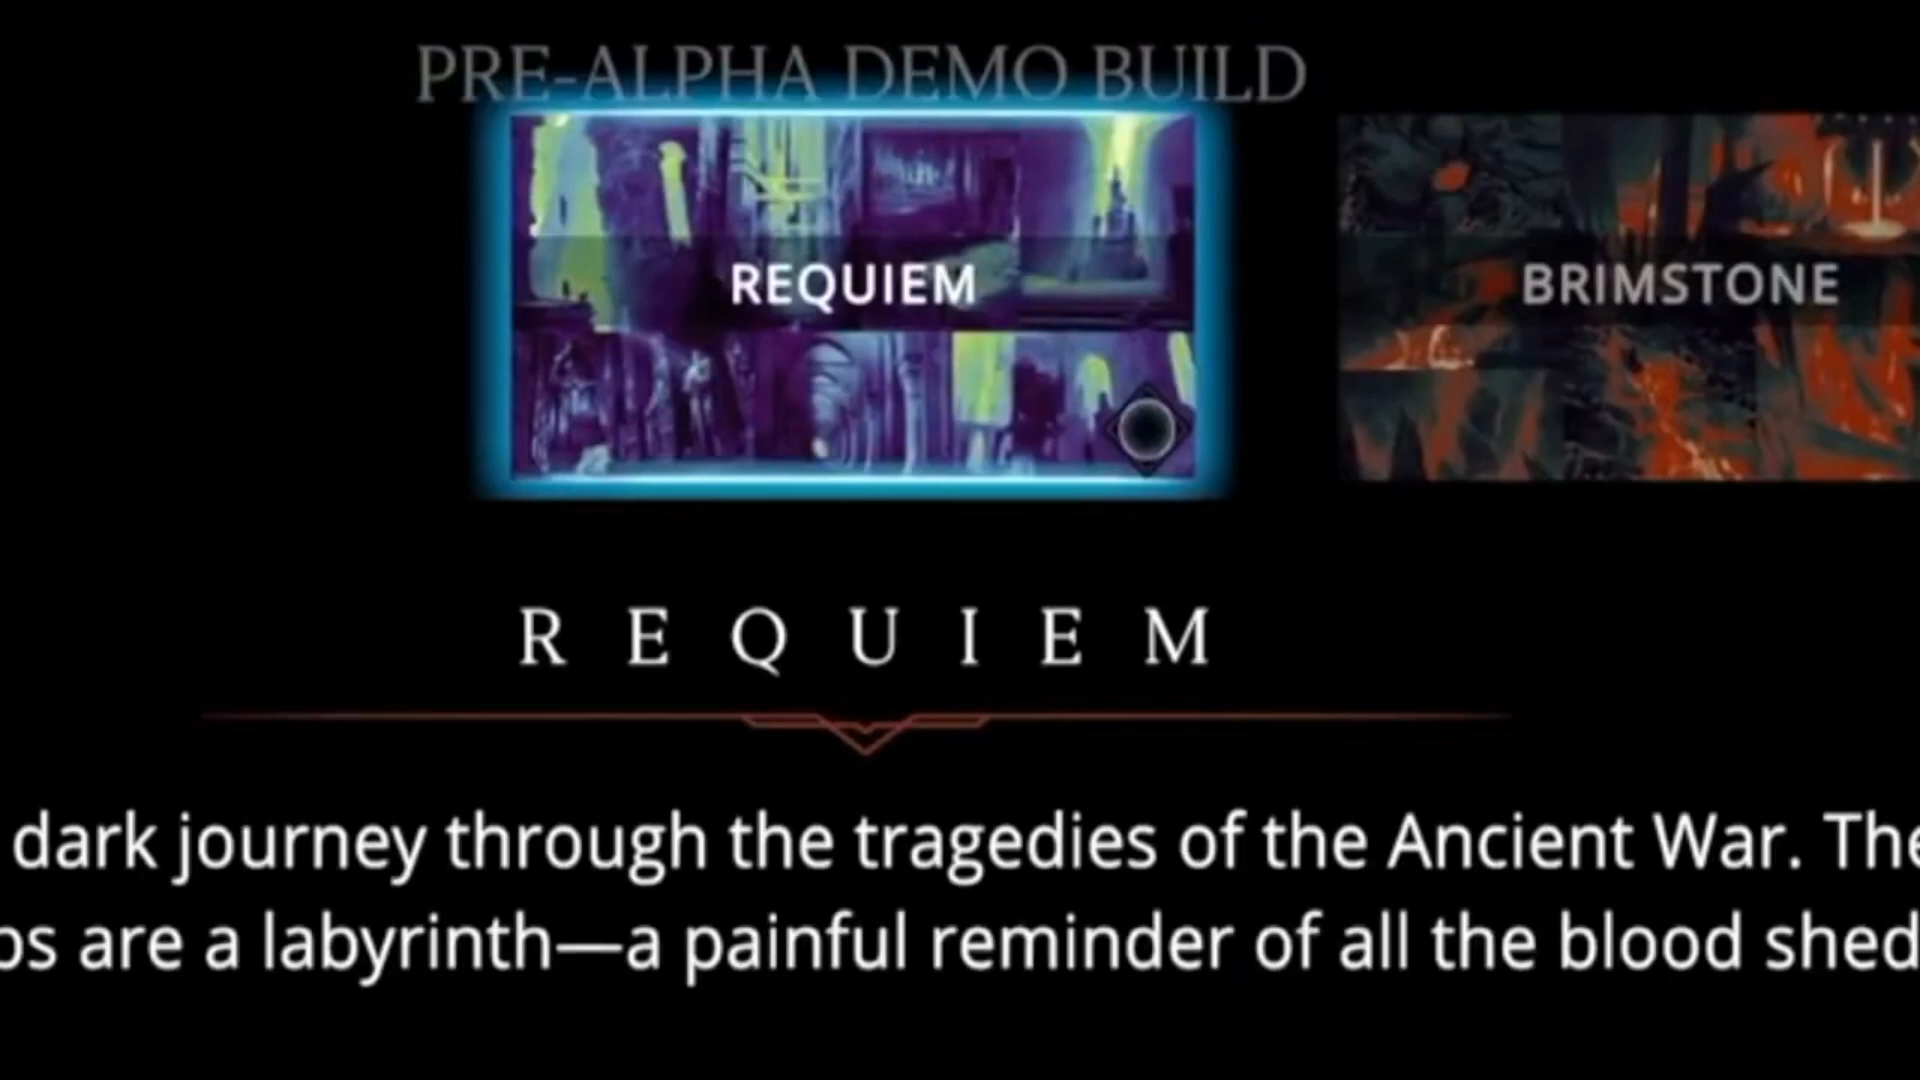 PRE-ALPHA DEMO BUILD
REQUIEM
BRIMSTONE
REQUIEM
dark journey through the tragedies of the Ancient War. The
are a labyrinth—a painful reminder of all the blood shed